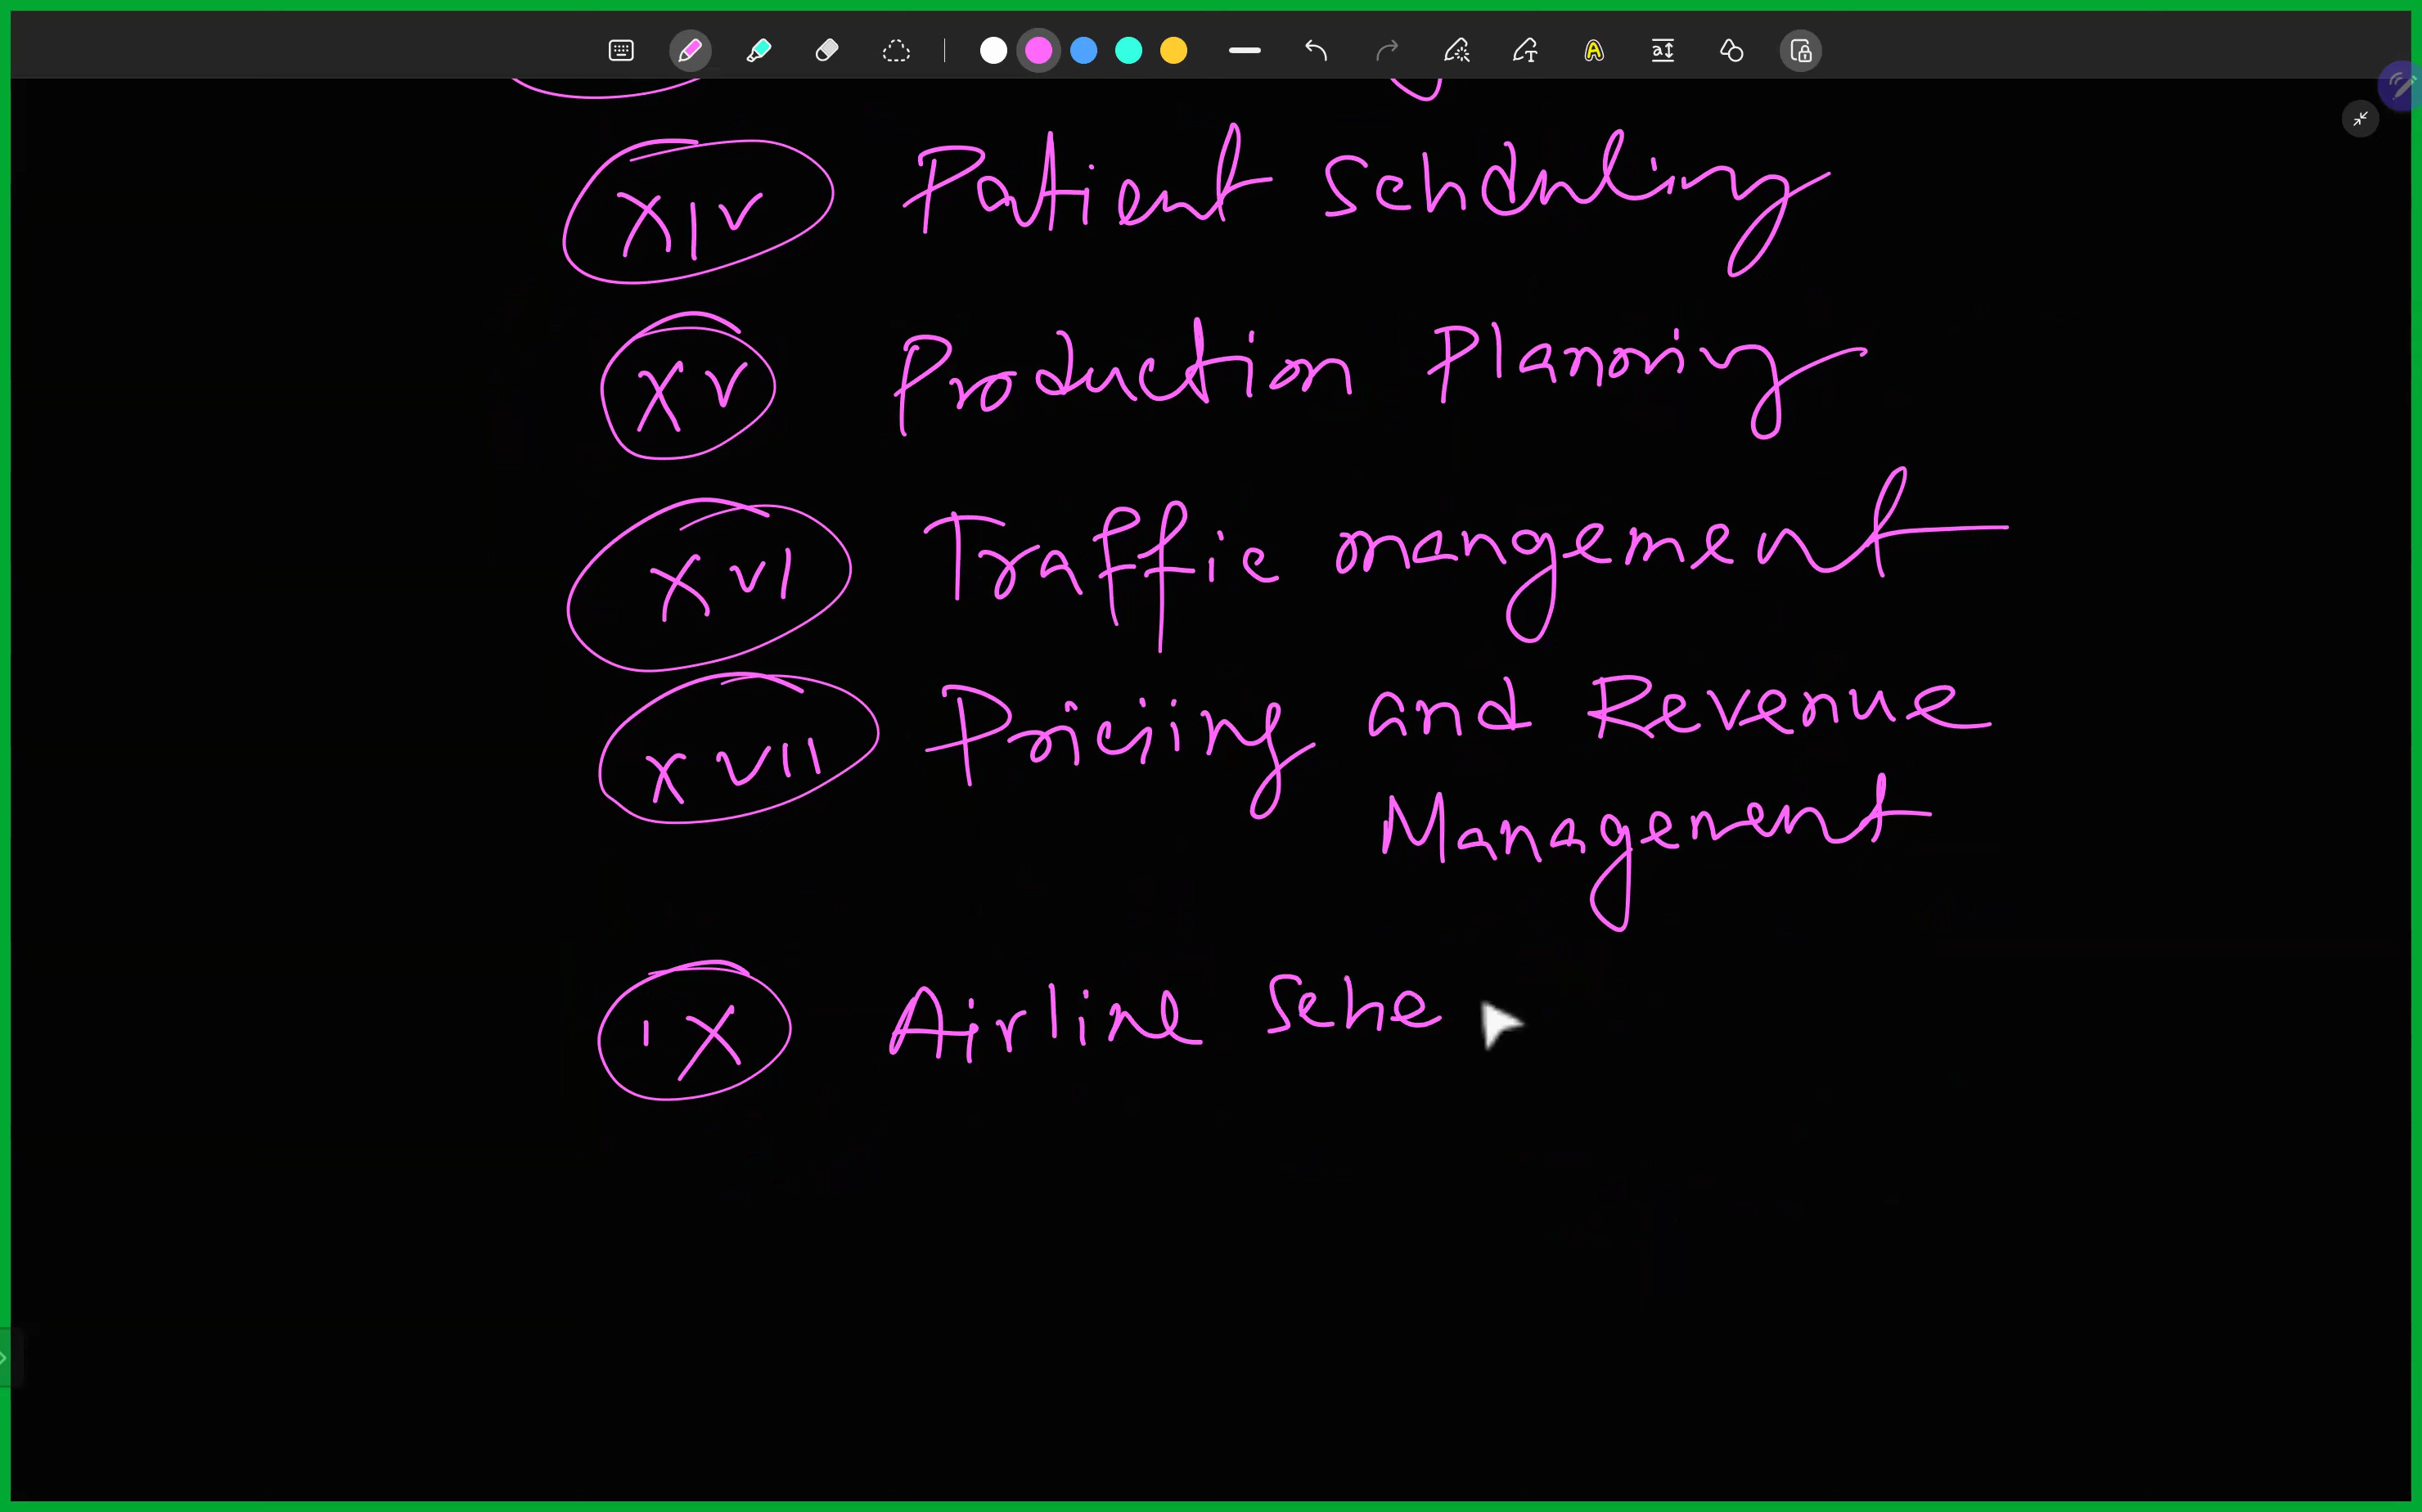 XIV Patient Scheduling
XV Production Planning
XVI Traffic mangement
XVII Pricing and Revenue
Management
IX Airline Sche